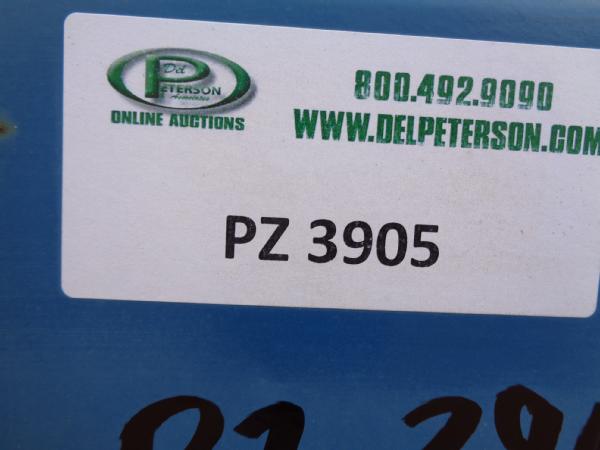 Del
PETERSON
Associates
ONLINE AUCTIONS
800.492.9090
WWW.DELPETERSON.COM
PZ 3905